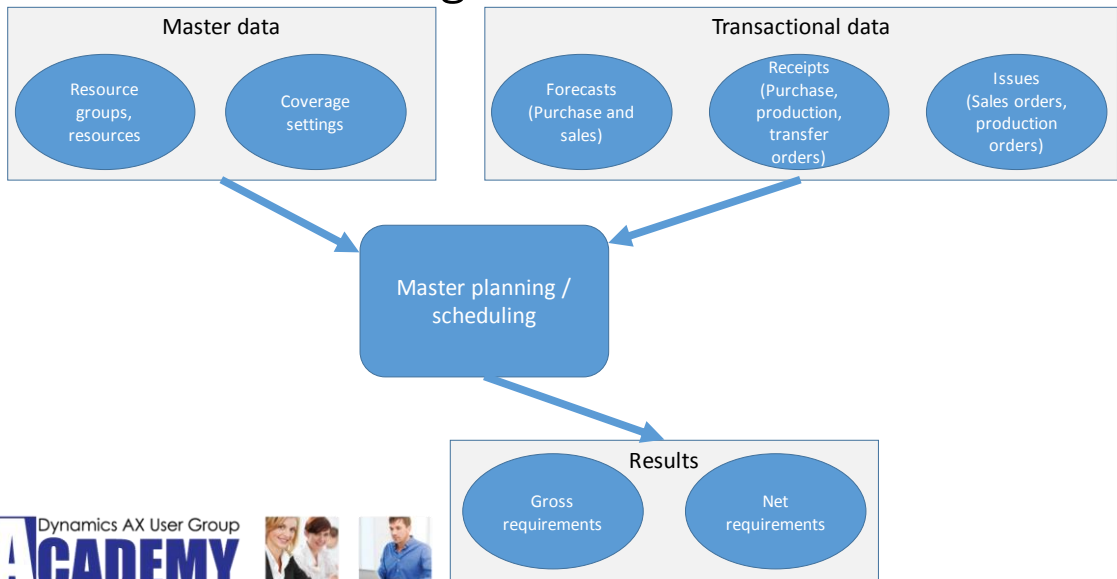 Master data
Resource
groups,
resources
Coverage
settings
Transactional data
Forecasts
(Purchase and
sales)
Receipts
(Purchase,
production,
transfer
orders)
Issues
(Sales orders,
production
orders)
Master planning /
scheduling
Results
Gross
requirements
Net
requirements
Dynamics AX User Group
ACADEMY